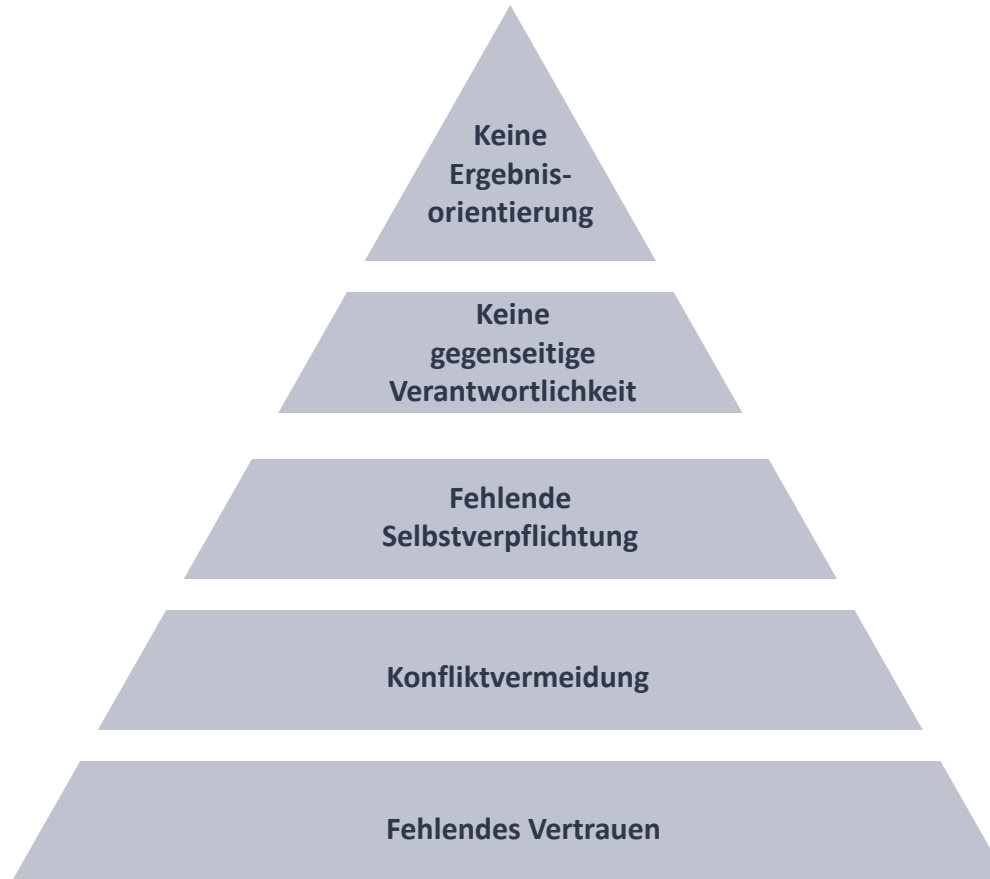 Keine
Ergebnis-
orientierung
Keine
gegenseitige
Verantwortlichkeit
Fehlende
Selbstverpflichtung
Konfliktvermeidung
Fehlendes Vertrauen